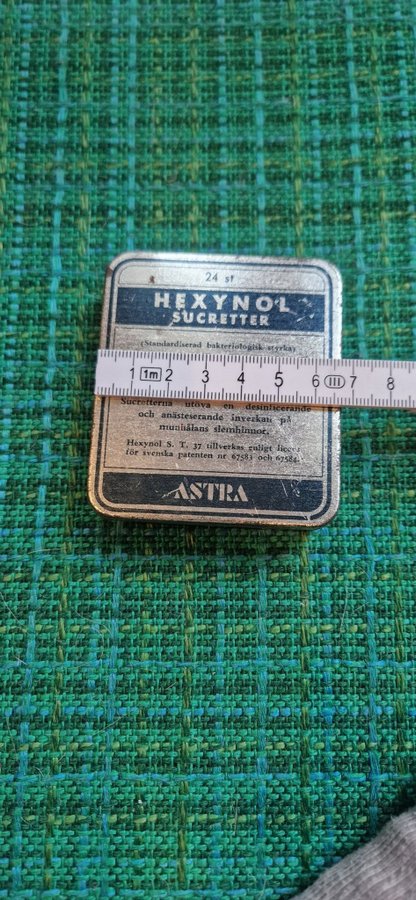 24 st
HEXYNOL
SUCRETTER
(Standardiserad bakteriologisk styrka)
1 1m 2 3 4 5 6 III 7 8
Sucretterna utöva en desinficerande
och anästeserande inverkan på
munhålans slemhinnor.
Hexynol S. T. 37 tillverkas enligt licens
för svenska patenten nr 67583 och 67584.
ASTRA